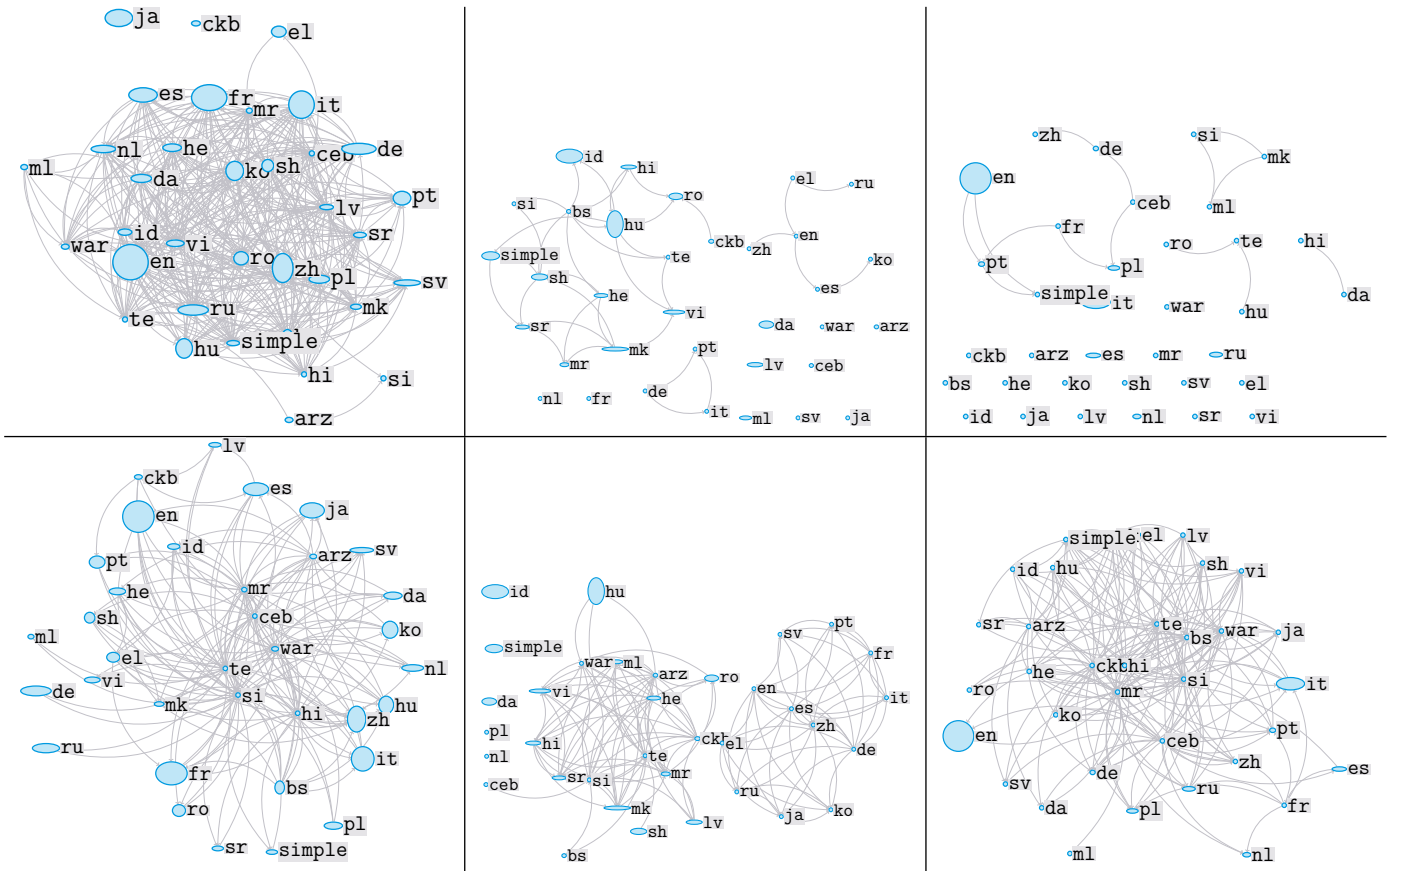 ja ckb el
es fr mr it
nl he ko sh ceb de
ml da lv pt
war id vi sr
en ro zh pl sv
te ru mk
hu simple hi si
arz
id hi
si bs hu ro
simple te ckb
sh he vi
sr mr mk
el ru
zh en ko
es
da war arz
pt lv ceb
de it
nl fr ml sv ja
zh de si mk
en ceb ml
fr
pt pl simple it
ro te hi
war hu da
ckb arz es mr ru
bs he ko sh sv el
id ja lv nl sr vi
lv
ckb es
en ja
id arz sv
pt he mr da
sh ceb ko
ml el war
vi te nl
de mk si hi hu
zh
ru it
fr bs
ro pl
sr simple
id hu
simple
da
pl
nl
ceb
war ml arz
vi he ro
hi ckb
sr si te mr
mk lv
sh
bs
sv pt
fr
en it
es zh
el de
ru ja ko
simple el lv
id hu sh vi
sr arz te bs war ja
he ckb hi
ro mr si it
ko pt
en ceb
de zh es
sv ru
da pl fr
ml nl